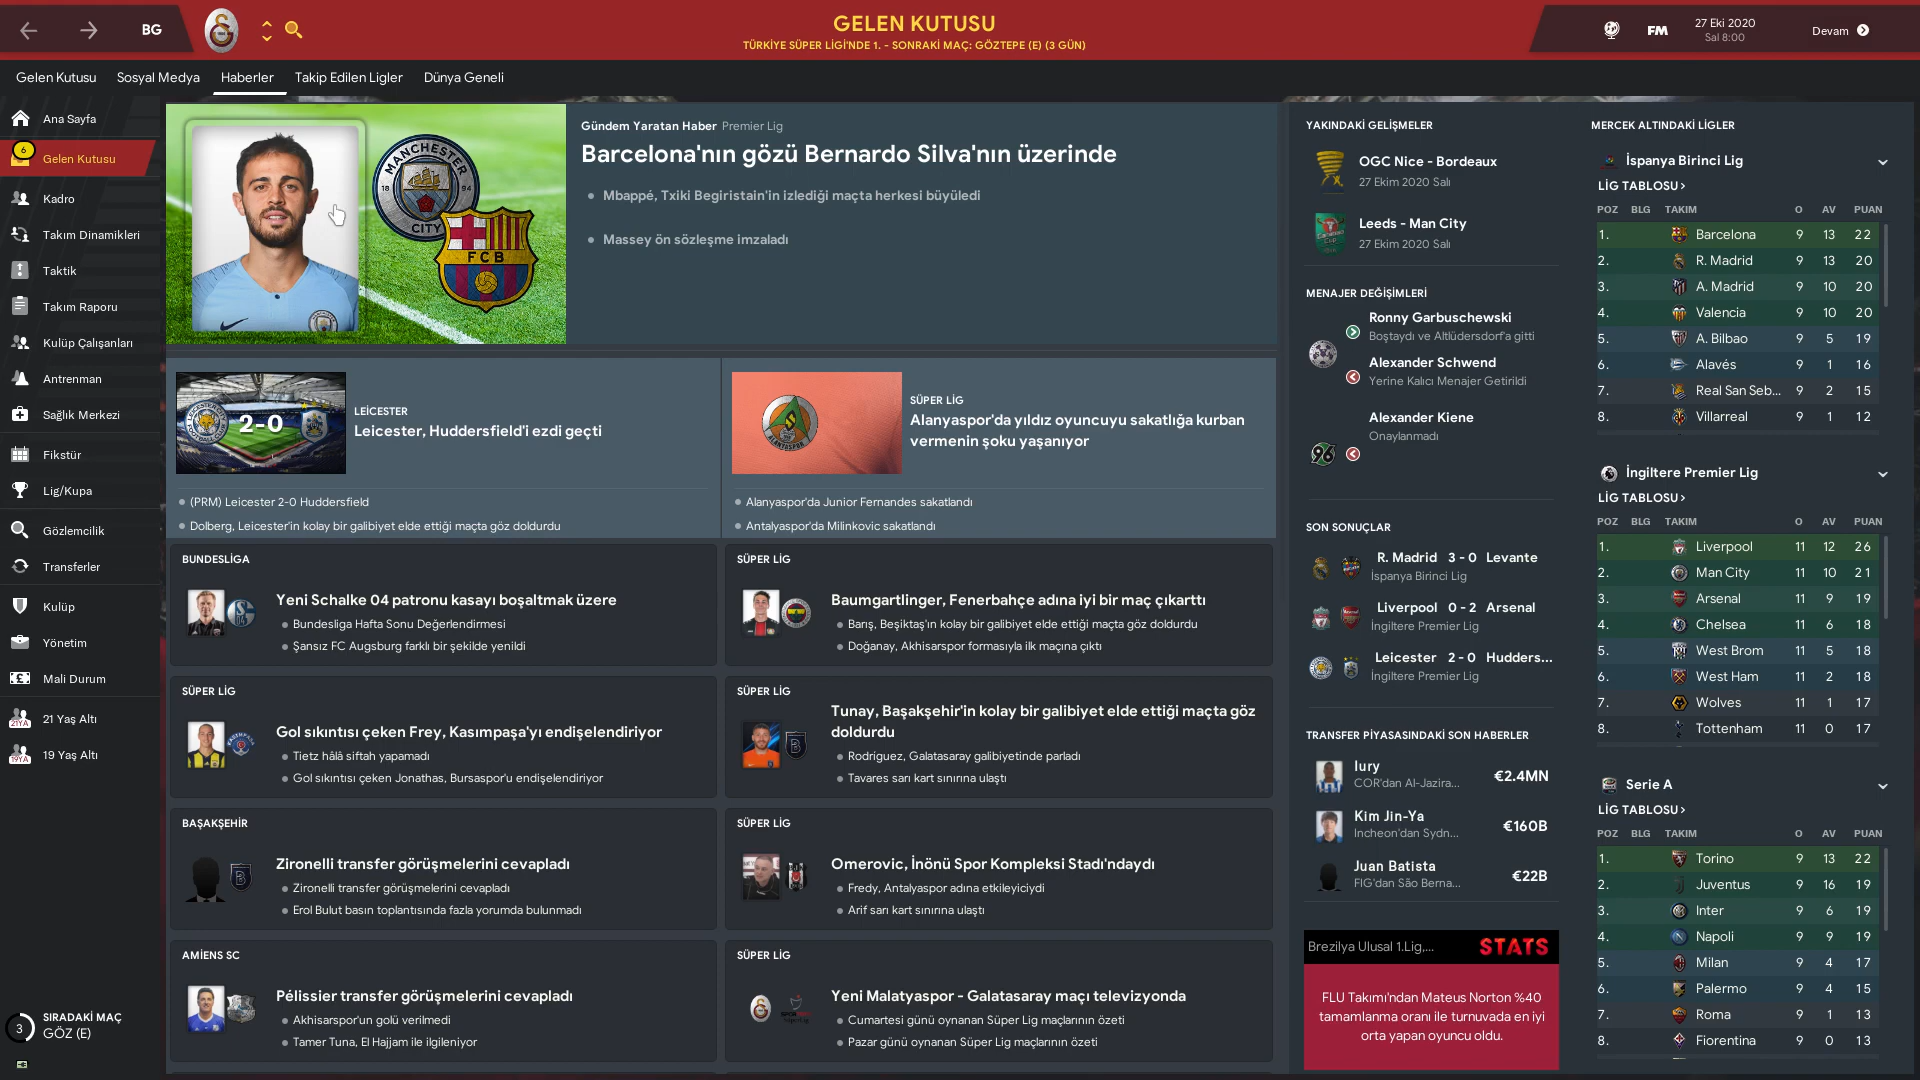 BG
GELEN KUTUSU
TÜRKİYE SÜPER LİGİ'NDE 1. - SONRAKİ MAÇ: GÖZTEPE (E) (3 GÜN)
FM
27 Eki 2020
Sal 8:00
Devam
Gelen Kutusu
Sosyal Medya
Haberler
Takip Edilen Ligler
Dünya Geneli
Ana Sayfa
6
Gelen Kutusu
Kadro
Takım Dinamikleri
Taktik
Takım Raporu
Kulüp Çalışanları
Antrenman
Sağlık Merkezi
Fikstür
Lig/Kupa
Gözlemcilik
Transferler
Kulüp
Yönetim
Mali Durum
21YA
21 Yaş Altı
19YA
19 Yaş Altı
3
SIRADAKİ MAÇ
GÖZ (E)
MANCHESTER
18 94
CITY
FCB
Gündem Yaratan Haber Premier Lig
Barcelona'nın gözü Bernardo Silva'nın üzerinde
Mbappé, Txiki Begiristain'in izlediği maçta herkesi büyüledi
Massey ön sözleşme imzaladı
2-0
LEİCESTER
Leicester, Huddersfield'i ezdi geçti
(PRM) Leicester 2-0 Huddersfield
Dolberg, Leicester'in kolay bir galibiyet elde ettiği maçta göz doldurdu
ALANYASPOR
SÜPER LİG
Alanyaspor'da yıldız oyuncuyu sakatlığa kurban
vermenin şoku yaşanıyor
Alanyaspor'da Junior Fernandes sakatlandı
Antalyaspor'da Milinkovic sakatlandı
BUNDESLİGA
Yeni Schalke 04 patronu kasayı boşaltmak üzere
Bundesliga Hafta Sonu Değerlendirmesi
Şansız FC Augsburg farklı bir şekilde yenildi
SÜPER LİG
Baumgartlinger, Fenerbahçe adına iyi bir maç çıkarttı
Barış, Beşiktaş'ın kolay bir galibiyet elde ettiği maçta göz doldurdu
Doğanay, Akhisarspor formasıyla ilk maçına çıktı
SÜPER LİG
Gol sıkıntısı çeken Frey, Kasımpaşa'yı endişelendiriyor
Tietz hâlâ siftah yapamadı
Gol sıkıntısı çeken Jonathas, Bursaspor'u endişelendiriyor
SÜPER LİG
Tunay, Başakşehir'in kolay bir galibiyet elde ettiği maçta göz
doldurdu
Rodríguez, Galatasaray galibiyetinde parladı
Tavares sarı kart sınırına ulaştı
BAŞAKŞEHİR
Zironelli transfer görüşmelerini cevapladı
Zironelli transfer görüşmelerini cevapladı
Erol Bulut basın toplantısında fazla yorumda bulunmadı
SÜPER LİG
Omerovic, İnönü Spor Kompleksi Stadı'ndaydı
Fredy, Antalyaspor adına etkileyiciydi
Arif sarı kart sınırına ulaştı
AMİENS SC
Pélissier transfer görüşmelerini cevapladı
Akhisarspor'un golü verilmedi
Tamer Tuna, El Hajjam ile ilgileniyor
SÜPER LİG
Yeni Malatyaspor - Galatasaray maçı televizyonda
Cumartesi günü oynanan Süper Lig maçlarının özeti
Pazar günü oynanan Süper Lig maçlarının özeti
YAKINDAKİ GELİŞMELER
OGC Nice - Bordeaux
27 Ekim 2020 Salı
Leeds - Man City
27 Ekim 2020 Salı
MENAJER DEĞİŞİMLERİ
Ronny Garbuschewski
Boştaydı ve Altlüdersdorf'a gitti
Alexander Schwend
Yerine Kalıcı Menajer Getirildi
Alexander Kiene
Onaylanmadı
96
SON SONUÇLAR
R. Madrid 3 - 0 Levante
İspanya Birinci Lig
Liverpool 0 - 2 Arsenal
İngiltere Premier Lig
Leicester 2 - 0 Hudders...
İngiltere Premier Lig
TRANSFER PİYASASINDAKİ SON HABERLER
Iury
COR'dan Al-Jazira...
€2.4MN
Kim Jin-Ya
Incheon'dan Sydn...
€160B
Juan Batista
FIG'dan São Berna...
€22B
Brezilya Ulusal 1.Lig,...
STATS
FLU Takımı'ndan Mateus Norton %40
tamamlanma oranı ile turnuvada en iyi
orta yapan oyuncu oldu.
MERCEK ALTINDAKİ LİGLER
İspanya Birinci Lig
LİG TABLOSU>
POZ BLG TAKIM O AV PUAN
1. Barcelona 9 13 22
2. R. Madrid 9 13 20
3. A. Madrid 9 10 20
4. Valencia 9 10 20
5. A. Bilbao 9 5 19
6. Alavés 9 1 16
7. Real San Seb... 9 2 15
8. Villarreal 9 1 12
İngiltere Premier Lig
LİG TABLOSU>
POZ BLG TAKIM O AV PUAN
1. Liverpool 11 12 26
2. Man City 11 10 21
3. Arsenal 11 9 19
4. Chelsea 11 6 18
5. West Brom 11 5 18
6. West Ham 11 2 18
7. Wolves 11 1 17
8. Tottenham 11 0 17
Serie A
LİG TABLOSU>
POZ BLG TAKIM O AV PUAN
1. Torino 9 13 22
2. Juventus 9 16 19
3. Inter 9 6 19
4. Napoli 9 9 19
5. Milan 9 4 17
6. Palermo 9 4 15
7. Roma 9 1 13
8. Fiorentina 9 0 13